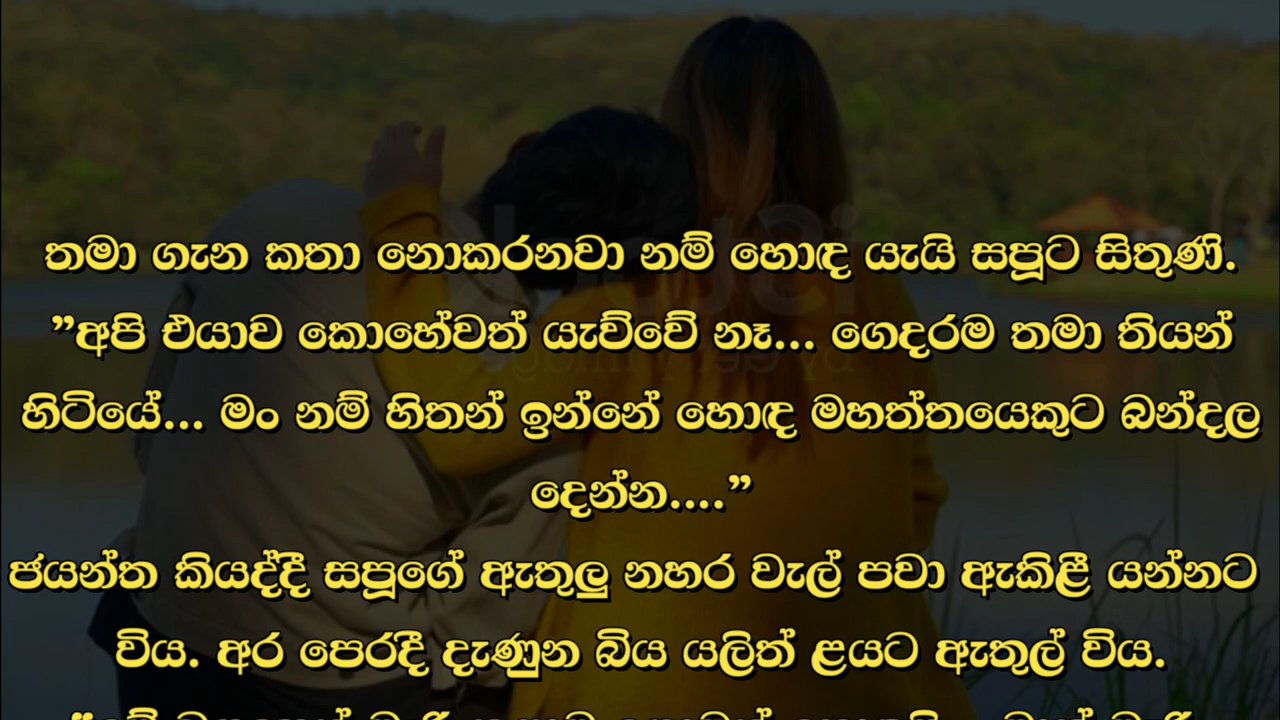 තමා ගැන කතා නොකරනවා නම් හොඳ යැයි සපූට සිතුණි.
”අපි එයාව කොහේවත් යැව්වේ නෑ... ගෙදරම තමා තියන්
හිටියේ... මං නම් හිතන් ඉන්නේ හොඳ මහත්තයෙකුට බන්දල
දෙන්න....”
ජයන්ත කියද්දී සපූගේ ඇතුලු නහර වැල් පවා ඇකිළී යන්නට
විය. අර පෙරදී දැණුන බිය යලිත් ළයට ඇතුල් විය.